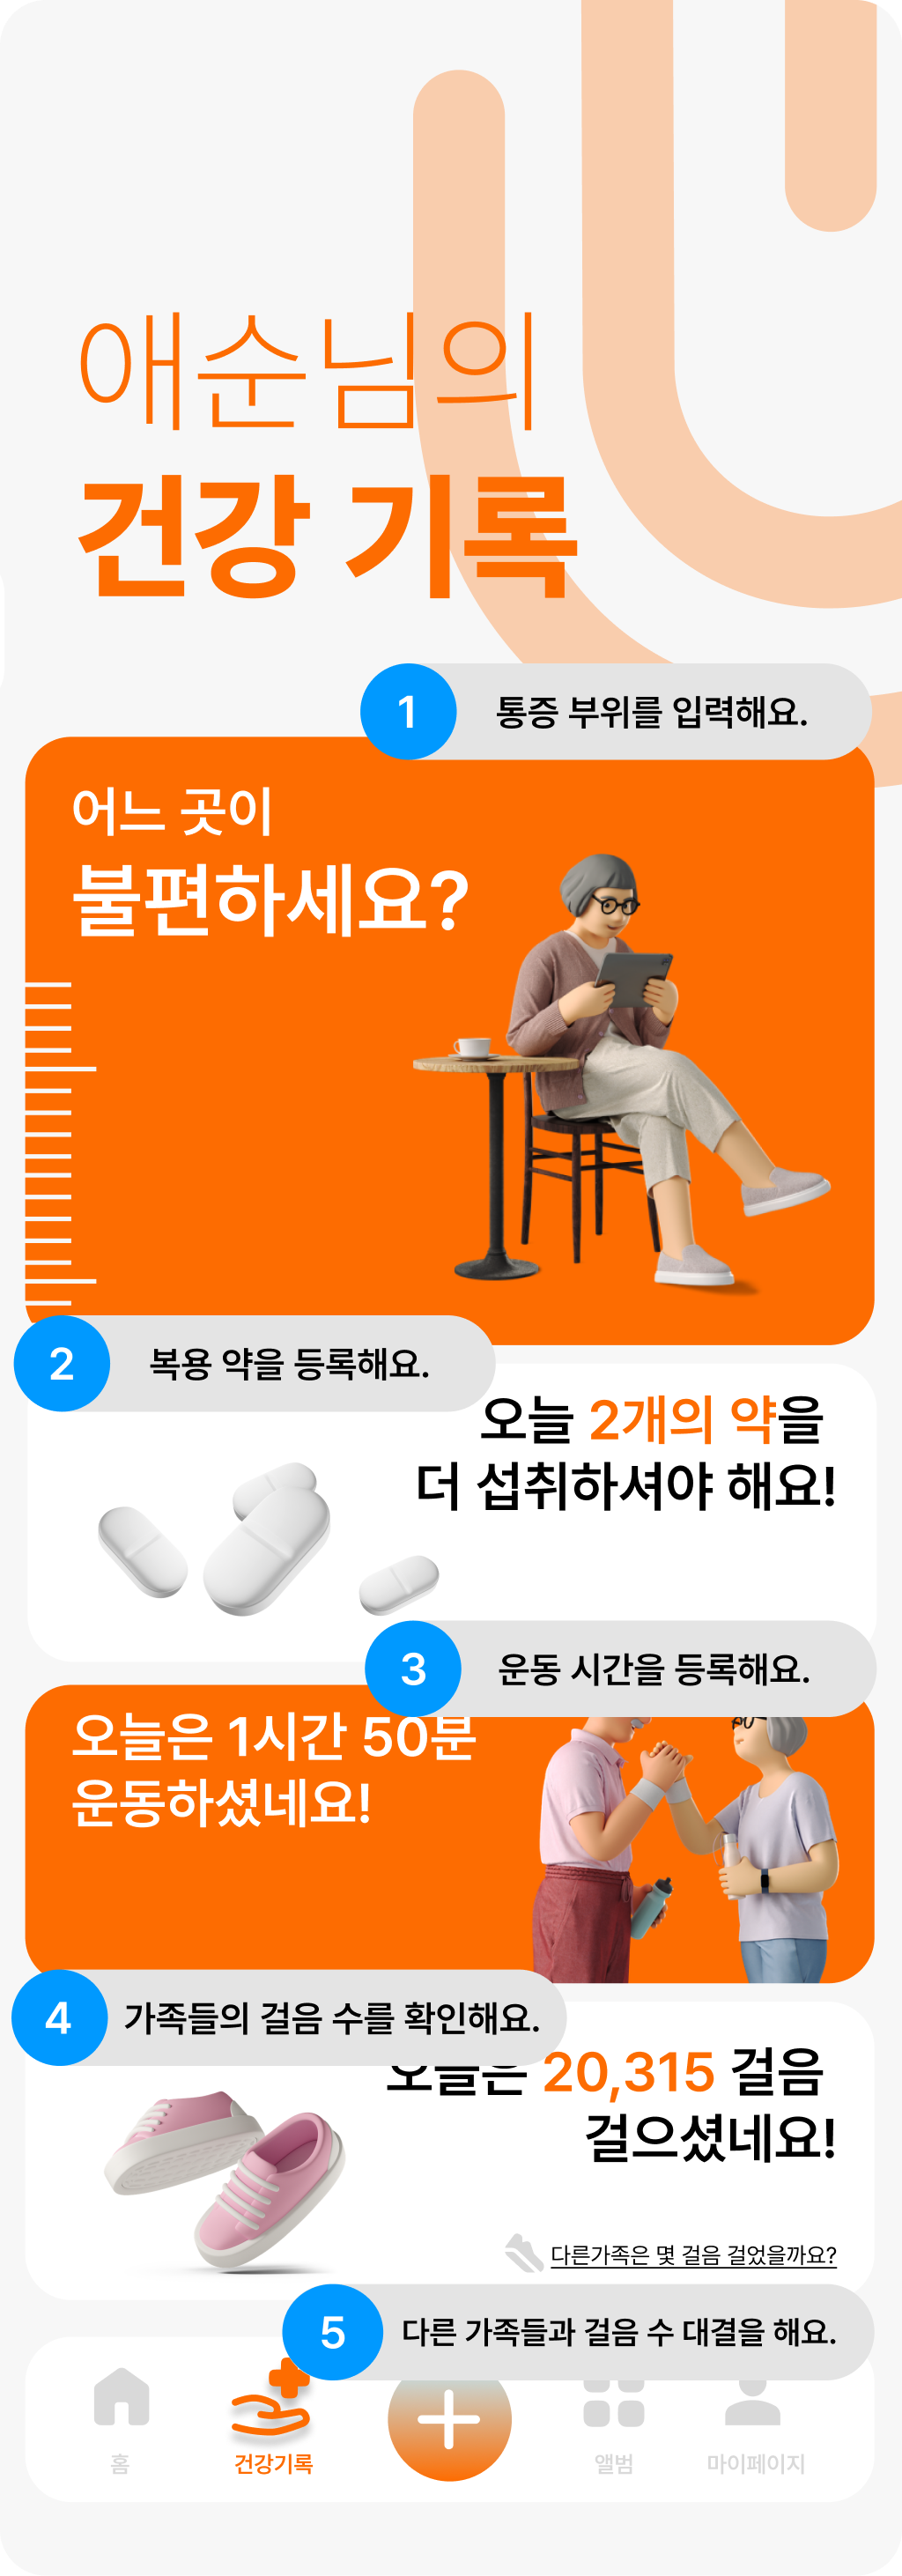 애순님의
건강 기록
1 통증 부위를 입력해요.
어느 곳이
불편하세요?
2 복용 약을 등록해요.
오늘 2개의 약을
더 섭취하셔야 해요!
3 운동 시간을 등록해요.
오늘은 1시간 50분
운동하셨네요!
4 가족들의 걸음 수를 확인해요.
오늘은 20,315 걸음
걸으셨네요!
다른가족은 몇 걸음 걸었을까요?
5 다른 가족들과 걸음 수 대결을 해요.
홈 건강기록 앨범 마이페이지